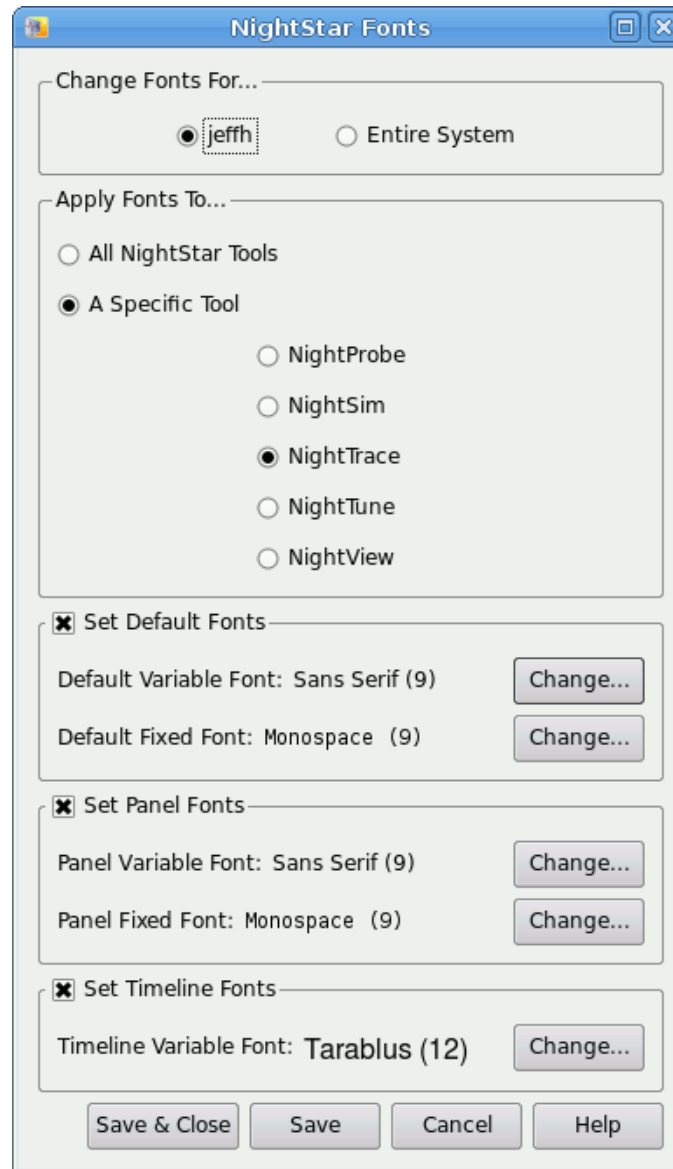 NightStar Fonts
Change Fonts For...
jeffh Entire System
Apply Fonts To...
All NightStar Tools
A Specific Tool
NightProbe
NightSim
NightTrace
NightTune
NightView
Set Default Fonts
Default Variable Font: Sans Serif (9) Change...
Default Fixed Font: Monospace (9) Change...
Set Panel Fonts
Panel Variable Font: Sans Serif (9) Change...
Panel Fixed Font: Monospace (9) Change...
Set Timeline Fonts
Timeline Variable Font: Tarablus (12) Change...
Save & Close Save Cancel Help